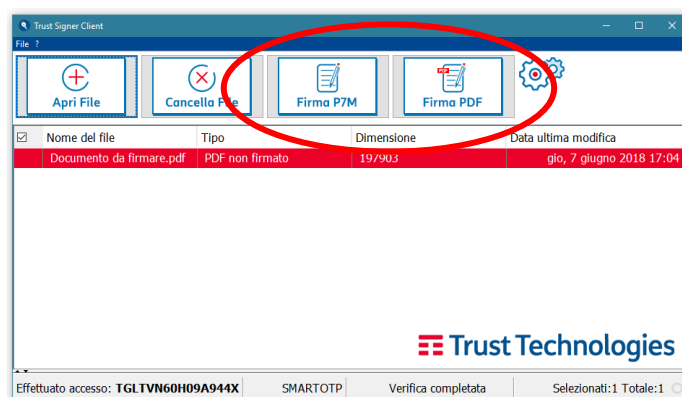 Trust Signer Client
File ?
Apri File
Cancella File
Firma P7M
PDF
Firma PDF
Nome del file Tipo Dimensione Data ultima modifica
Documento da firmare.pdf PDF non firmato 197903 gio, 7 giugno 2018 17:04
Trust Technologies
Effettuato accesso: TGLTVN60H09A944X SMARTOTP Verifica completata Selezionati:1 Totale:1